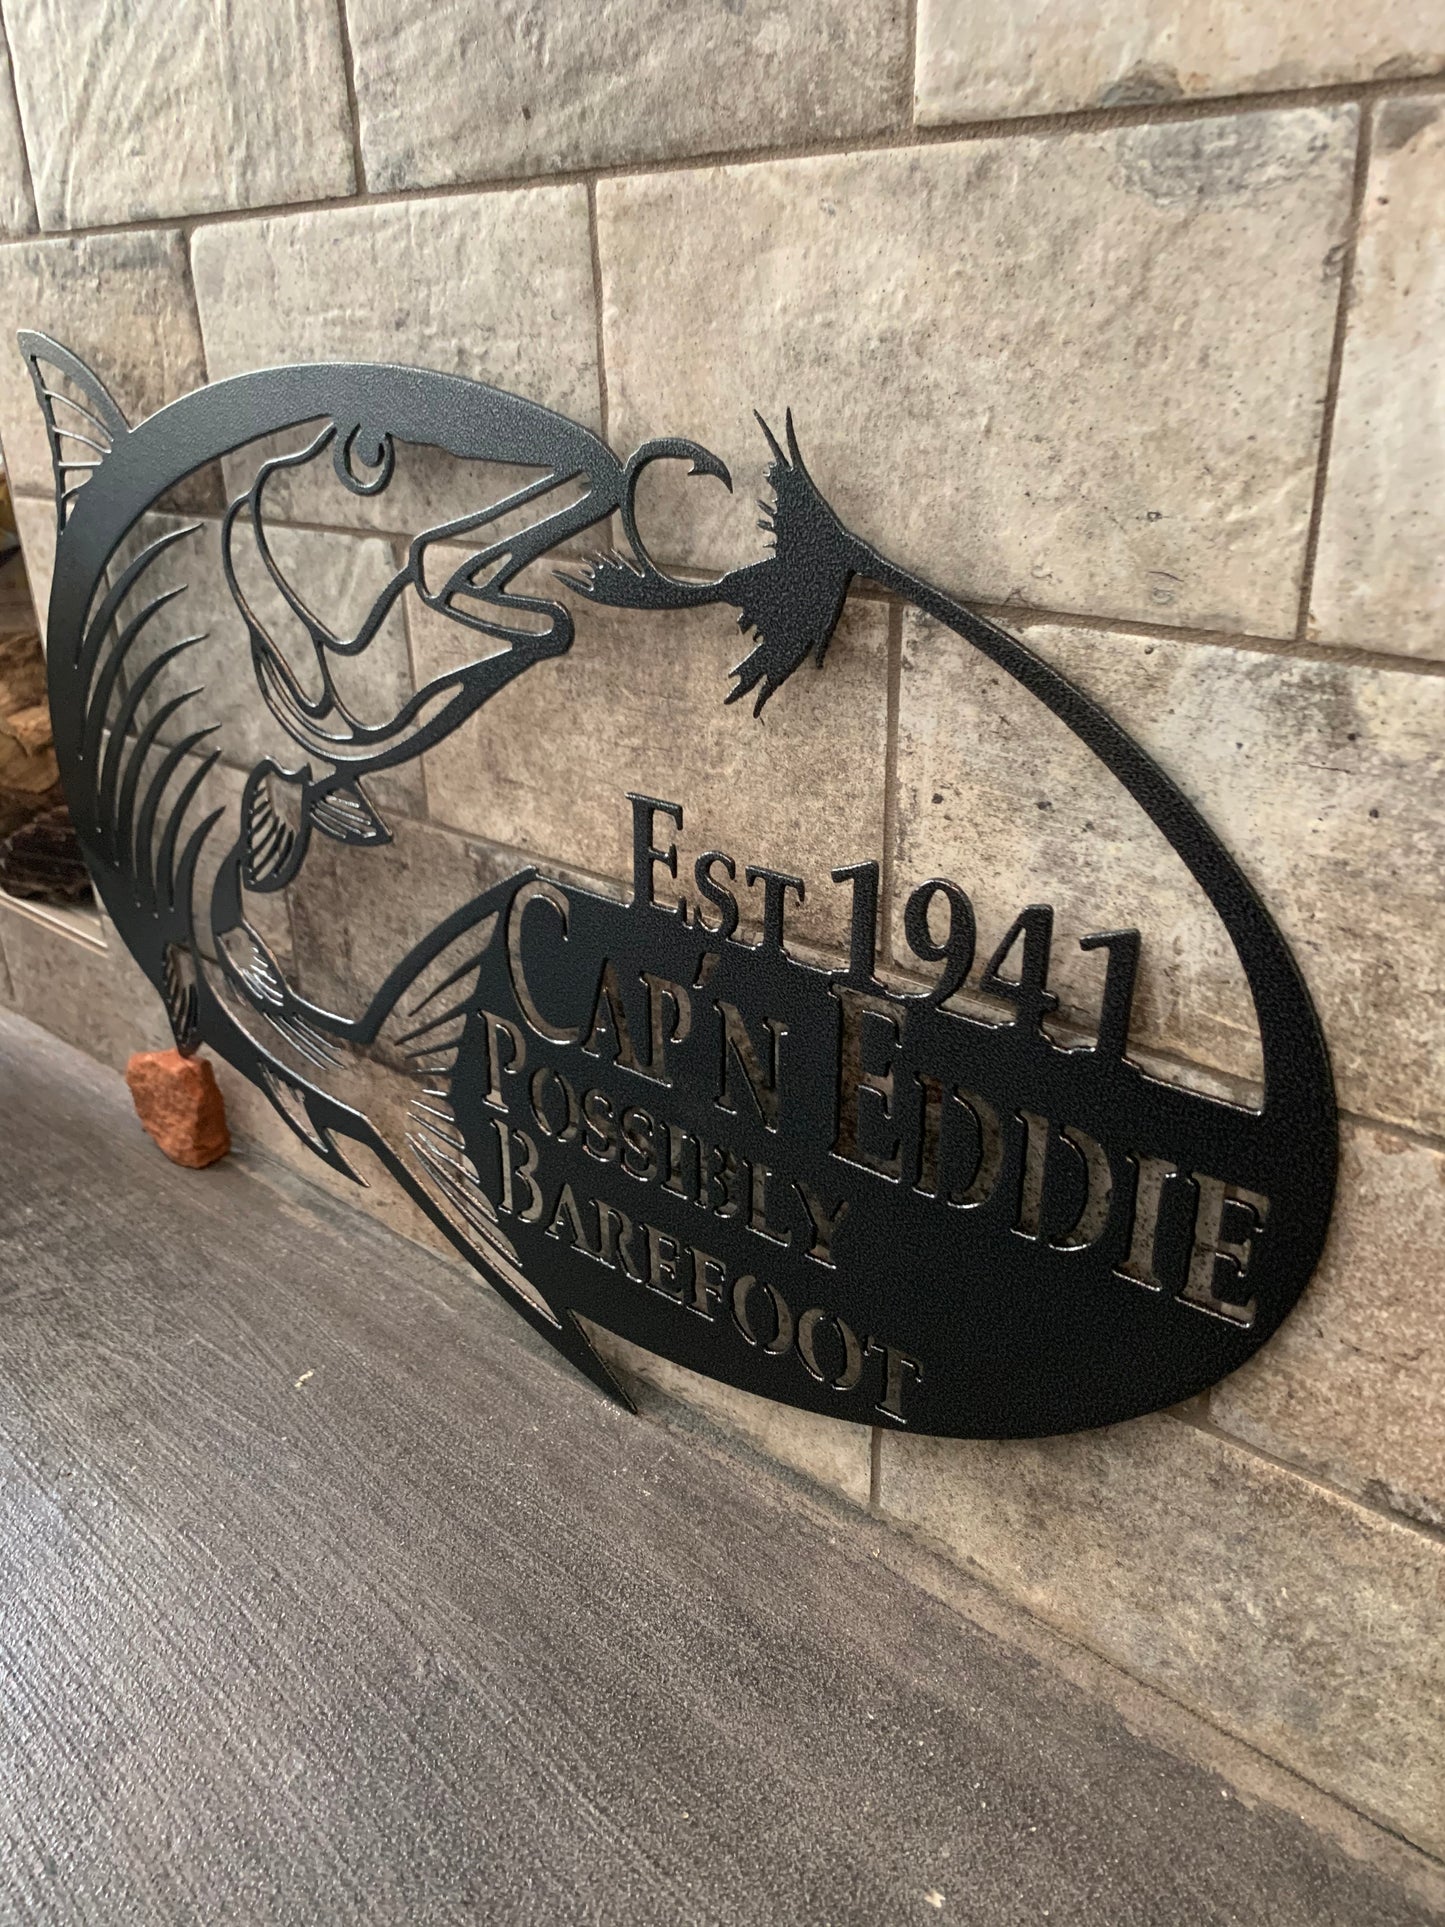 Est 1941
Cap'n Eddie
Possibly
Barefoot